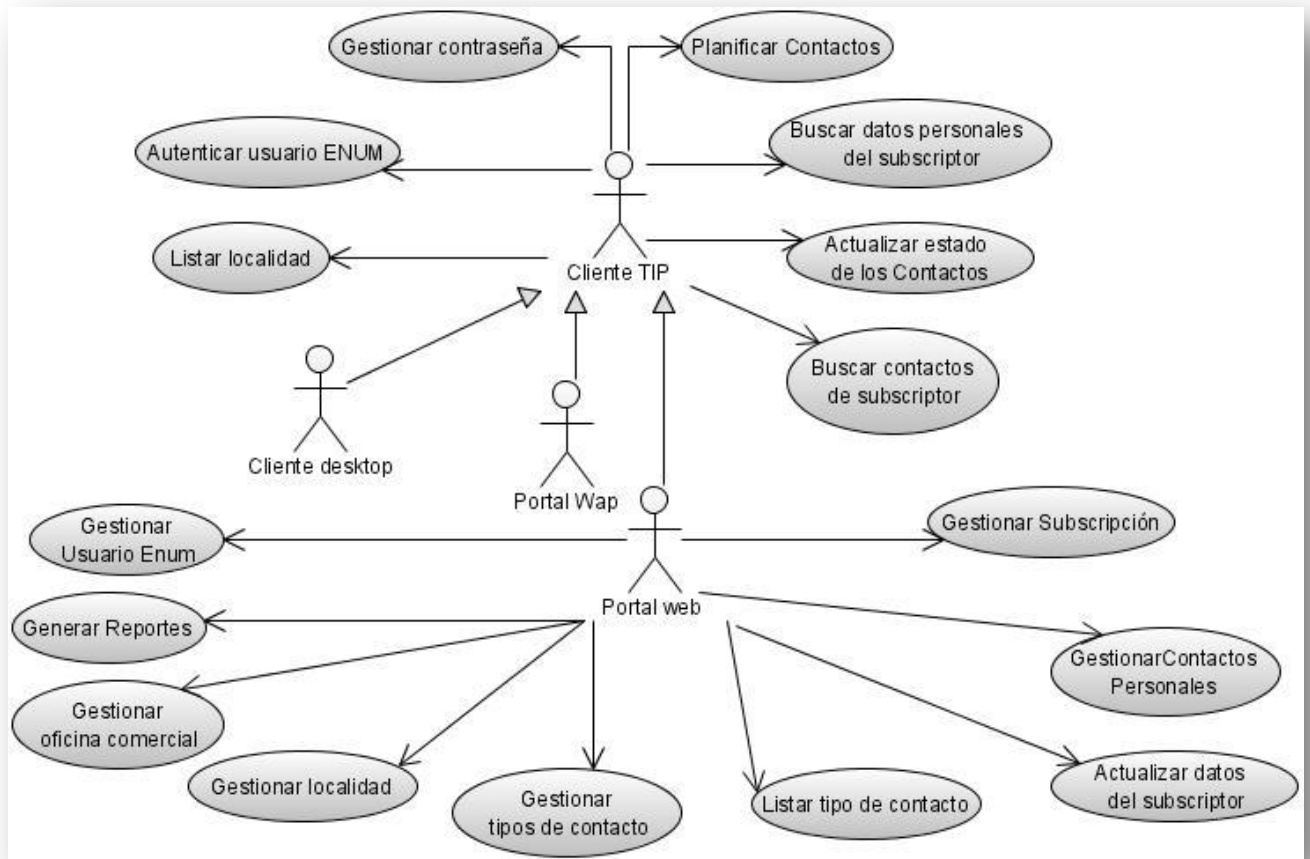 Gestionar contraseña
Planificar Contactos
Autenticar usuario ENUM
Buscar datos personales
del subscriptor
Listar localidad
Cliente TIP
Actualizar estado
de los Contactos
Buscar contactos
de subscriptor
Cliente desktop
Portal Wap
Gestionar
Usuario Enum
Gestionar Subscripción
Portal web
Generar Reportes
GestionarContactos
Personales
Gestionar
oficina comercial
Gestionar localidad
Gestionar
tipos de contacto
Listar tipo de contacto
Actualizar datos
del subscriptor